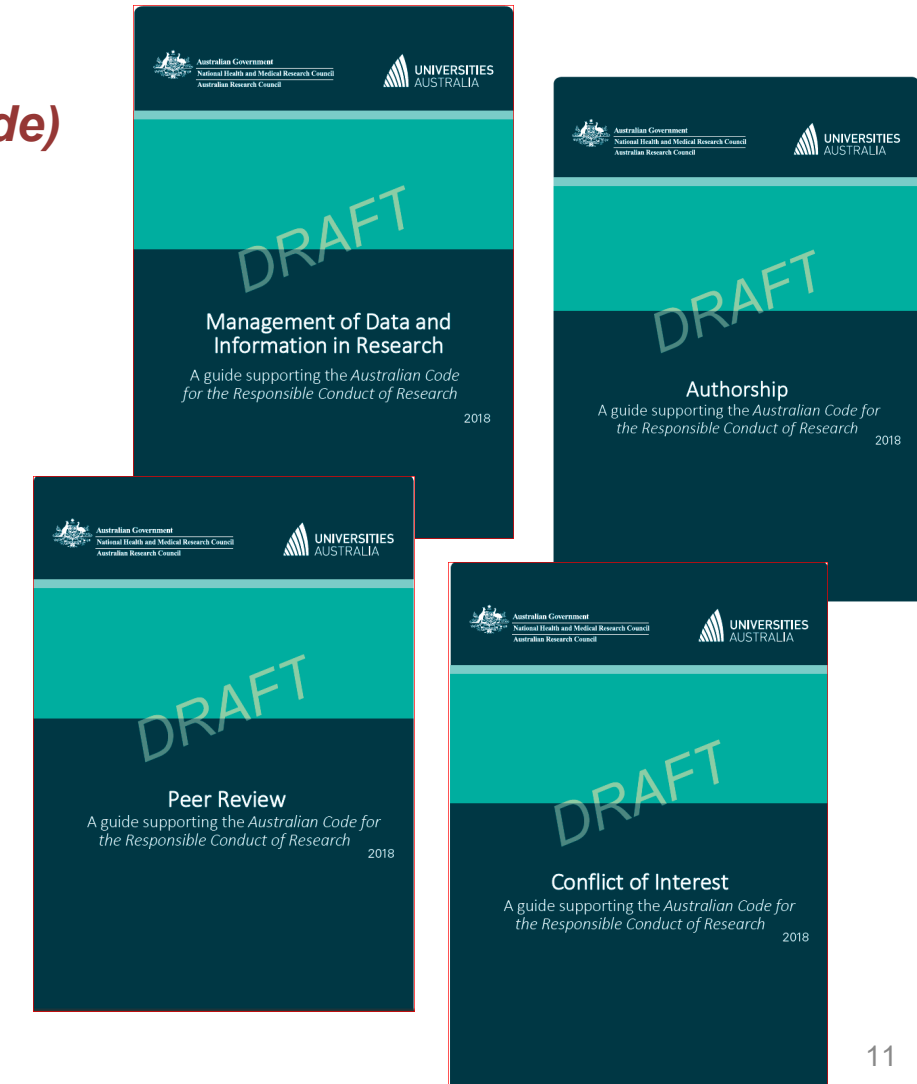 de)
Australian Government
National Health and Medical Research Council
Australian Research Council
UNIVERSITIES
AUSTRALIA
DRAFT
Management of Data and
Information in Research
A guide supporting the Australian Code
for the Responsible Conduct of Research
2018
Australian Government
National Health and Medical Research Council
Australian Research Council
UNIVERSITIES
AUSTRALIA
DRAFT
Authorship
A guide supporting the Australian Code for
the Responsible Conduct of Research
2018
Australian Government
National Health and Medical Research Council
Australian Research Council
UNIVERSITIES
AUSTRALIA
DRAFT
Peer Review
A guide supporting the Australian Code for
the Responsible Conduct of Research
2018
Australian Government
National Health and Medical Research Council
Australian Research Council
UNIVERSITIES
AUSTRALIA
DRAFT
Conflict of Interest
A guide supporting the Australian Code for
the Responsible Conduct of Research
2018
11